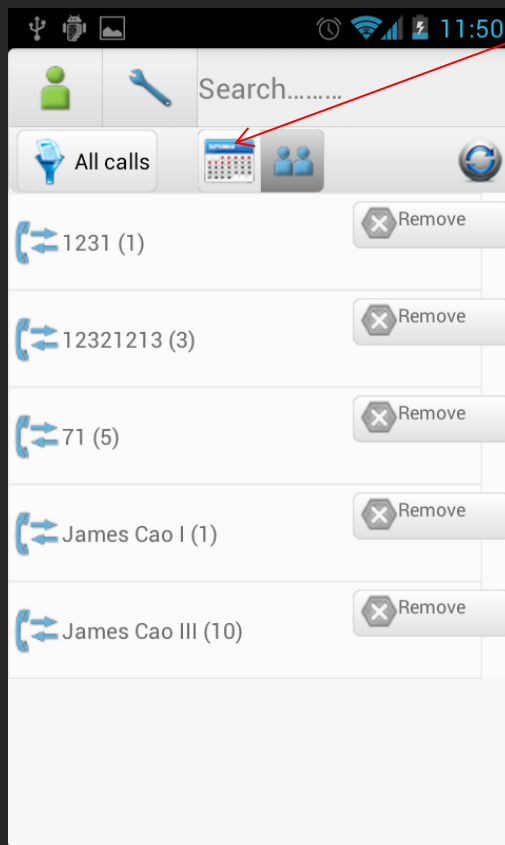 11:50
Search.........
All calls
1231 (1)
Remove
12321213 (3)
Remove
71 (5)
Remove
James Cao I (1)
Remove
James Cao III (10)
Remove